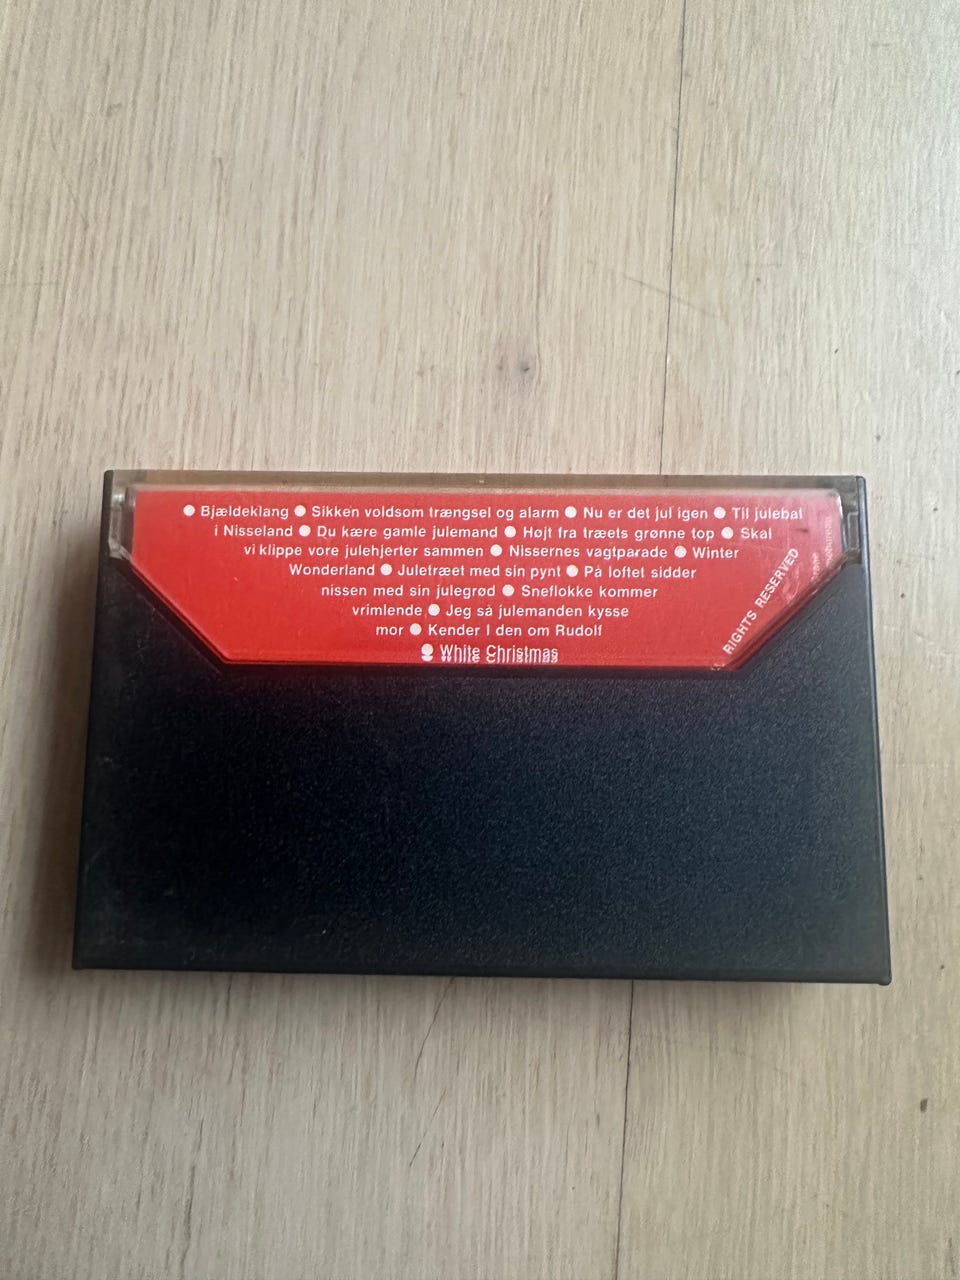 ● Bjældeklang ● Sikken voldsom trængsel og alarm ● Nu er det jul igen ● Til julebal
i Nisseland ● Du kære gamle julemand ● Højt fra træets grønne top ● Skal
vi klippe vore julehjerter sammen ● Nissernes vagtparade ● Winter
Wonderland ● Juletræet med sin pynt ● På loftet sidder
nissen med sin julegrød ● Sneflokke kommer
vrimlende ● Jeg så julemanden kysse
mor ● Kender I den om Rudolf
● White Christmas
RIGHTS RESERVED